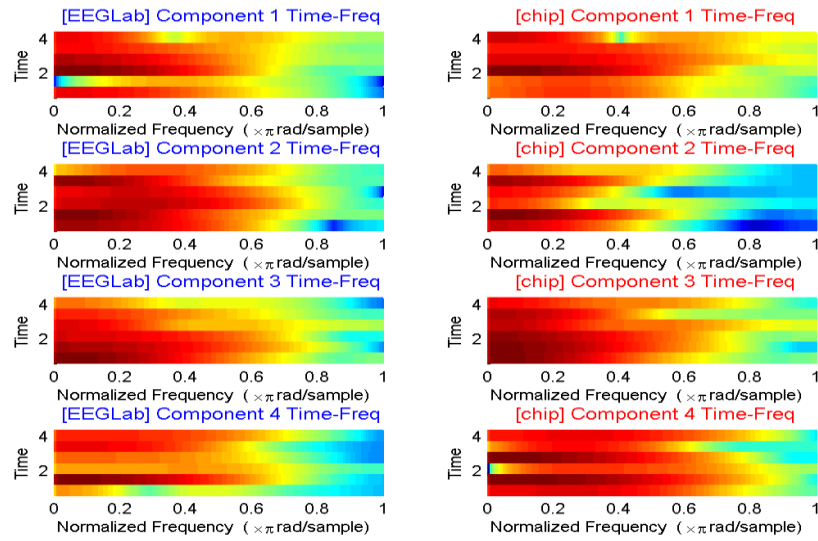 [EEGLab] Component 1 Time-Freq
[chip] Component 1 Time-Freq
4
2
Time
0 0.2 0.4 0.6 0.8 1
Normalized Frequency (×π rad/sample)
4
2
Time
0 0.2 0.4 0.6 0.8 1
Normalized Frequency (×π rad/sample)
[EEGLab] Component 2 Time-Freq
[chip] Component 2 Time-Freq
4
2
Time
0 0.2 0.4 0.6 0.8 1
Normalized Frequency (×π rad/sample)
4
2
Time
0 0.2 0.4 0.6 0.8 1
Normalized Frequency (×π rad/sample)
[EEGLab] Component 3 Time-Freq
[chip] Component 3 Time-Freq
4
2
Time
0 0.2 0.4 0.6 0.8 1
Normalized Frequency (×π rad/sample)
4
2
Time
0 0.2 0.4 0.6 0.8 1
Normalized Frequency (×π rad/sample)
[EEGLab] Component 4 Time-Freq
[chip] Component 4 Time-Freq
4
2
Time
0 0.2 0.4 0.6 0.8 1
Normalized Frequency (×π rad/sample)
4
2
Time
0 0.2 0.4 0.6 0.8 1
Normalized Frequency (×π rad/sample)